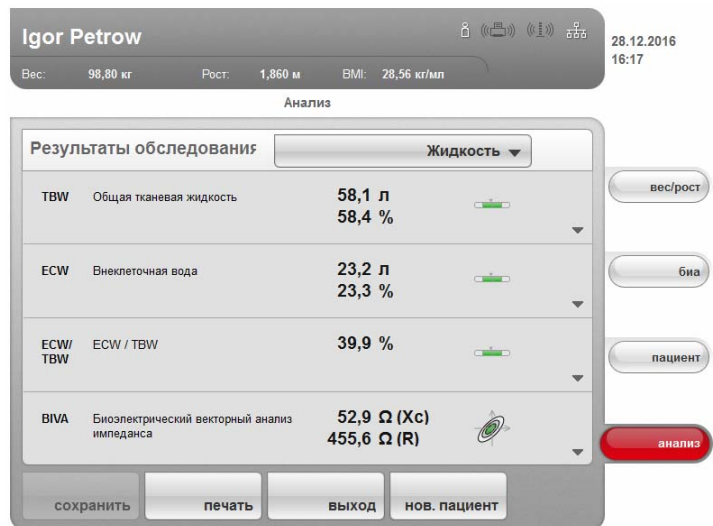 Igor Petrow
28.12.2016
16:17
Вес: 98,80 кг Рост: 1,860 м BMI: 28,56 кг/мп
Анализ
Результаты обследования Жидкость
TBW Общая тканевая жидкость 58,1 л
58,4 %
ECW Внеклеточная вода 23,2 л
23,3 %
ECW/ ECW / TBW 39,9 %
TBW
BIVA Биоэлектрический векторный анализ 52,9 Ω (Xc)
импеданса 455,6 Ω (R)
вес/рост
биа
пациент
анализ
сохранить печать выход нов. пациент